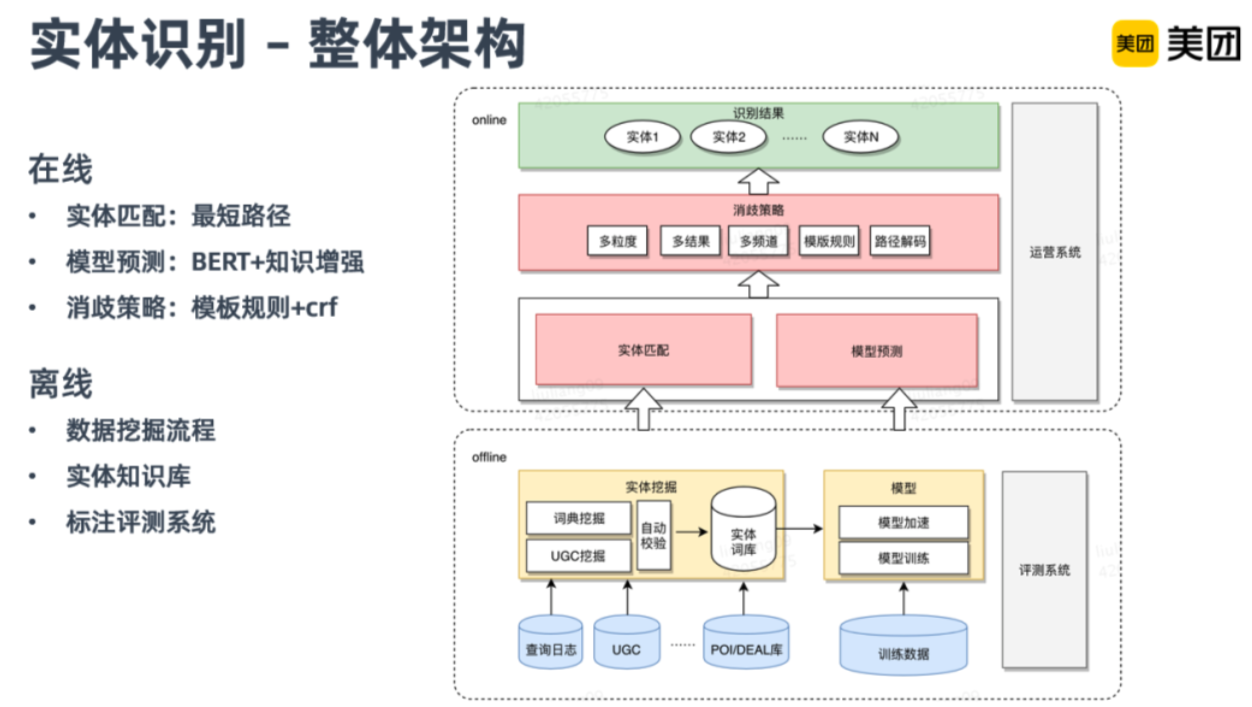 实体识别 - 整体架构
美团 美团
在线
• 实体匹配：最短路径
• 模型预测：BERT+知识增强
• 消歧策略：模板规则+crf
离线
• 数据挖掘流程
• 实体知识库
• 标注评测系统
online
识别结果
实体1 实体2 …… 实体N
消歧策略
多粒度 多结果 多频道 模版规则 路径解码
实体匹配 模型预测
运营系统
offline
实体挖掘
词典挖掘
UGC挖掘
自动
校验
实体
词库
模型
模型加速
模型训练
评测系统
查询日志 UGC …… POI/DEAL库 训练数据